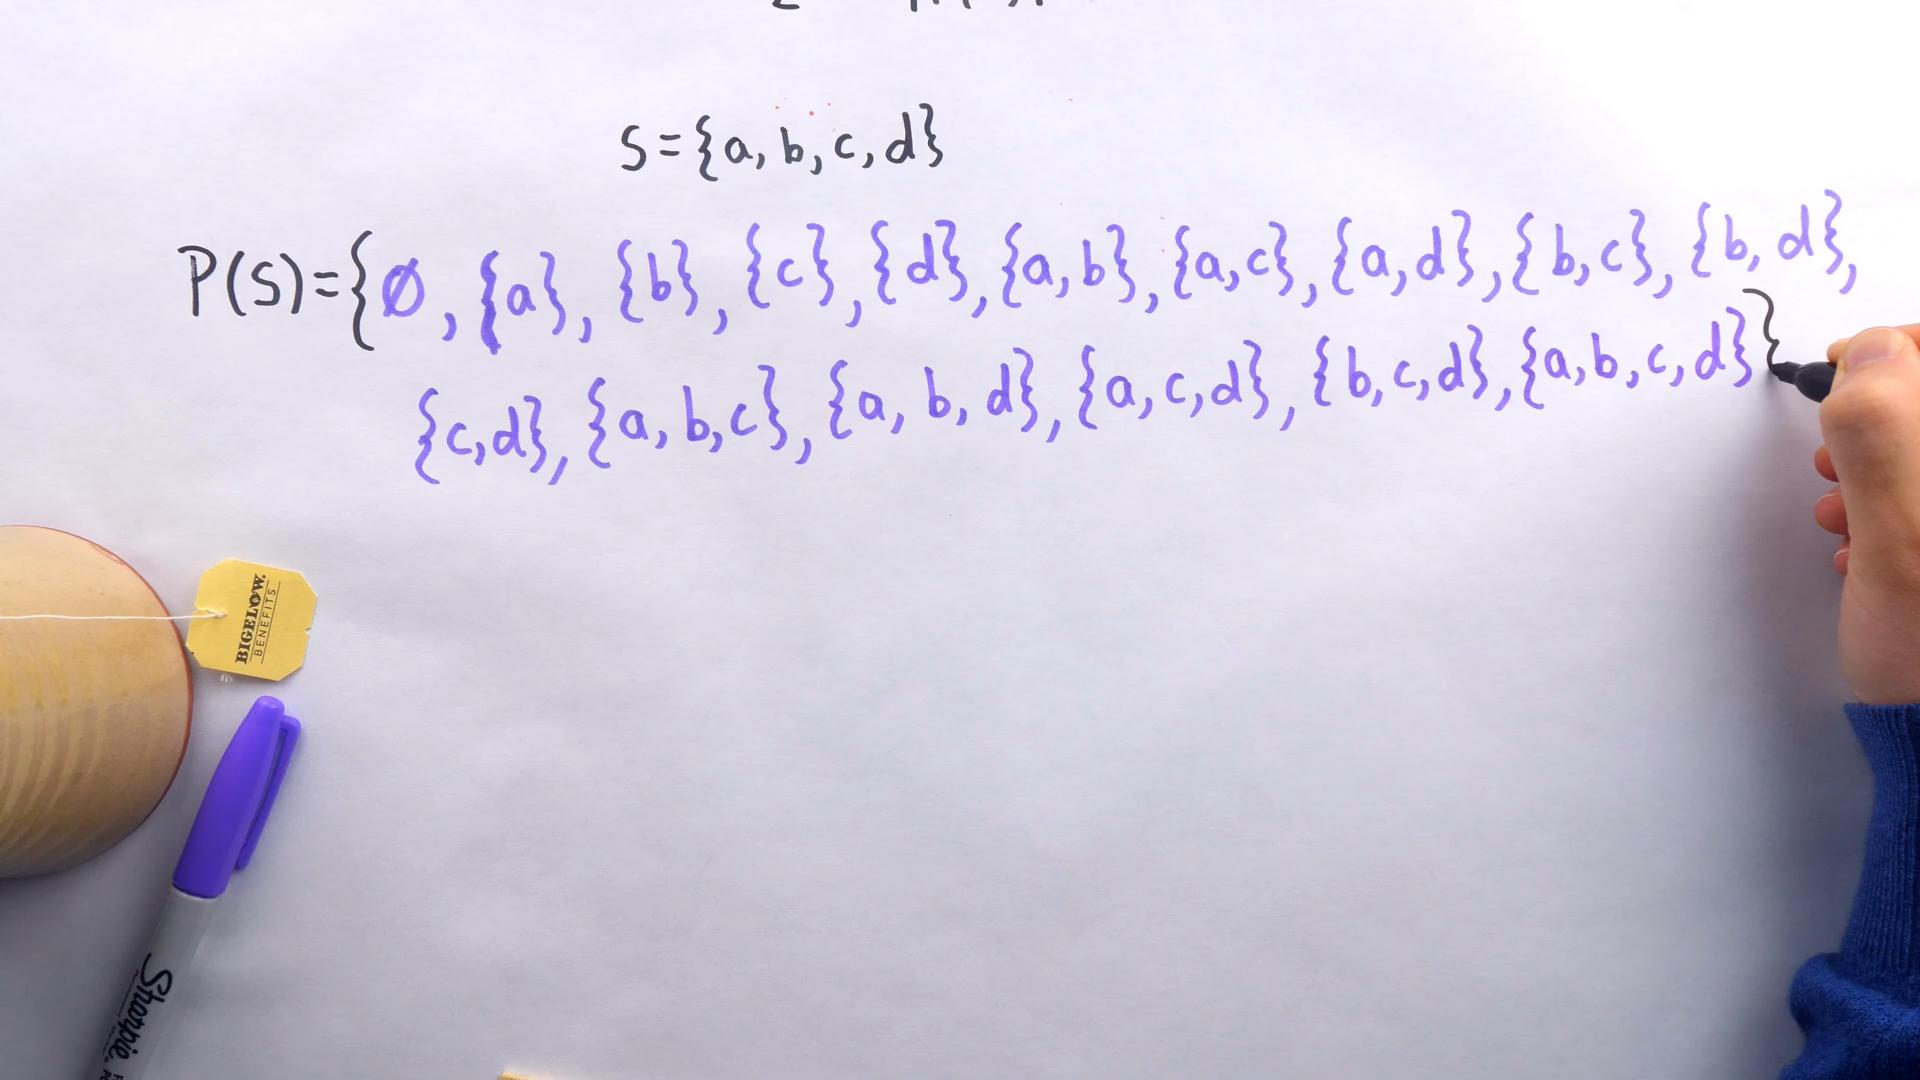 S={a, b, c, d}
P(S)={∅, {a}, {b}, {c}, {d}, {a, b}, {a, c}, {a, d}, {b, c}, {b, d},
{c, d}, {a, b, c}, {a, b, d}, {a, c, d}, {b, c, d}, {a, b, c, d}}
BIGELOW.
BENEFITS
Sharpie